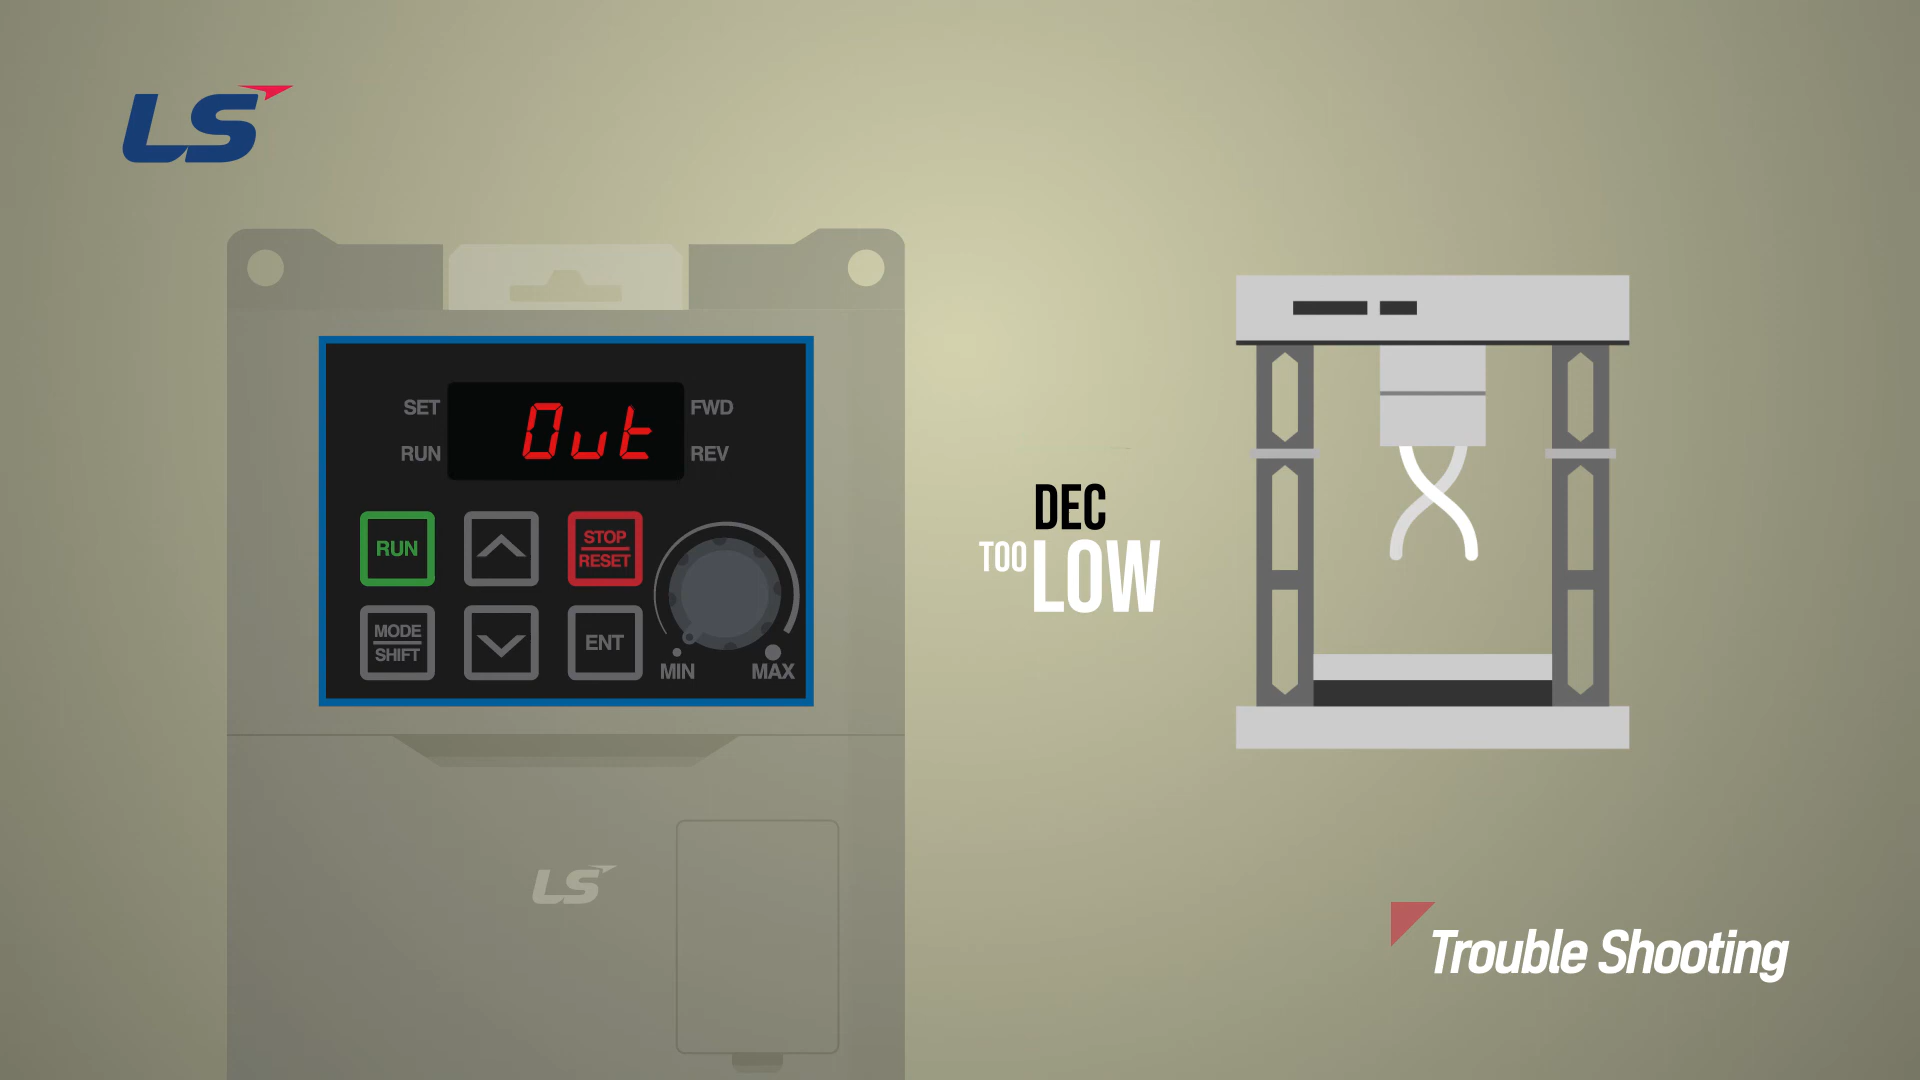 LS
SET
Out
FWD
RUN
REV
RUN
STOP
RESET
MODE
SHIFT
ENT
MIN
MAX
DEC
TOO LOW
LS
Trouble Shooting